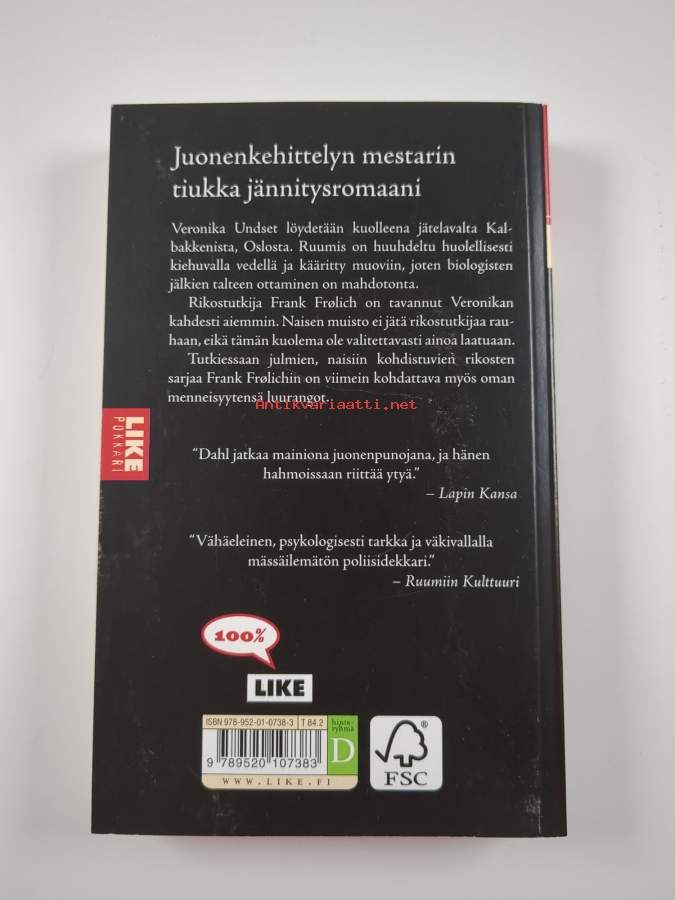 Juonenkehittelyn mestarin
tiukka jännitysromaani
Veronika Undset löydetään kuolleena jätelavalta Kal-
bakkenista, Oslosta. Ruumis on huuhdeltu huolellisesti
kiehuvalla vedellä ja kääritty muoviin, joten biologisten
jälkien talteen ottaminen on mahdotonta.
Rikostutkija Frank Frølich on tavannut Veronikan
kahdesti aiemmin. Naisen muisto ei jätä rikostutkijaa rau-
haan, eikä tämän kuolema ole valitettavasti ainoa laatuaan.
Tutkiessaan julmien, naisiin kohdistuvien rikosten
sarjaa Frank Frølichin on viimein kohdattava myös oman
menneisyytensä luurangot.
Antikvariaatti.net
LIKE
POKKARI
“Dahl jatkaa mainiona juonenpunojana, ja hänen
hahmoissaan riittää ytyä.”
– Lapin Kansa
“Vähäeleinen, psykologisesti tarkka ja väkivallalla
mässäilemätön poliisidekkari.”
– Ruumiin Kulttuuri
100%
LIKE
ISBN 978-952-01-0738-3 T 84.2
hinta-
ryhmä
D
9 789520 107383
WWW.LIKE.FI
®
FSC